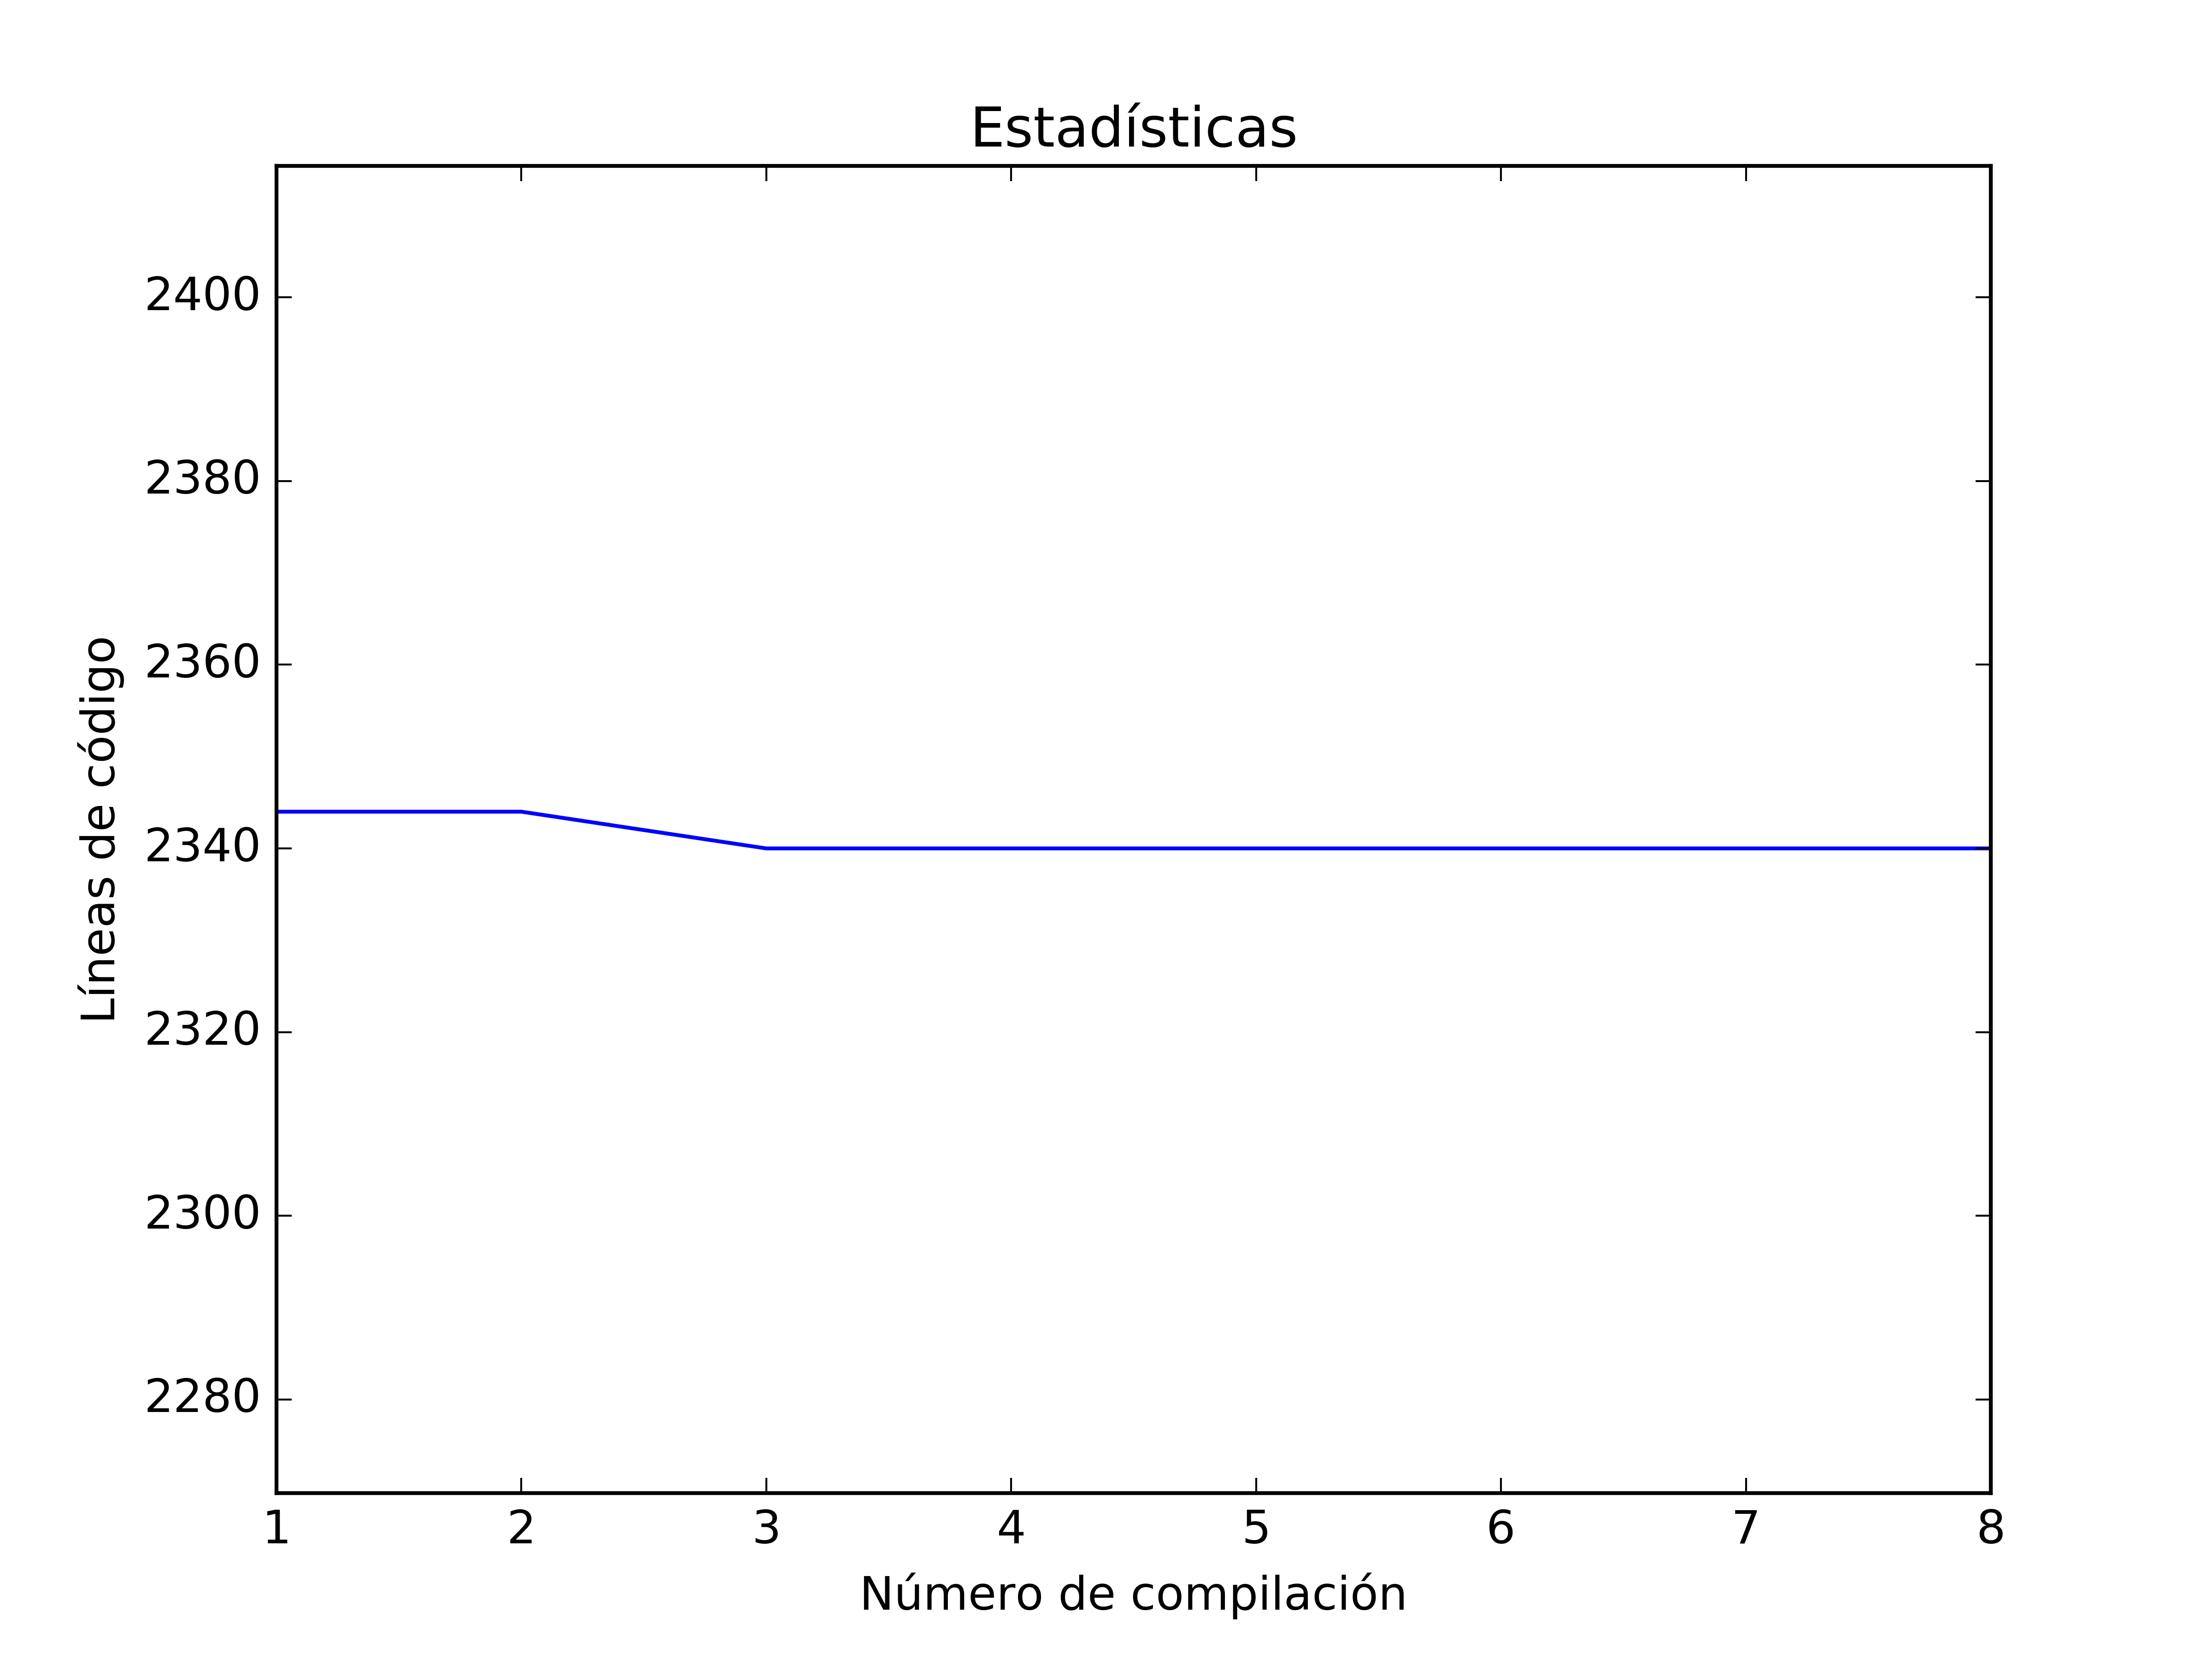 Estadísticas
Líneas de código
2400
2380
2360
2340
2320
2300
2280
1 2 3 4 5 6 7 8
Número de compilación